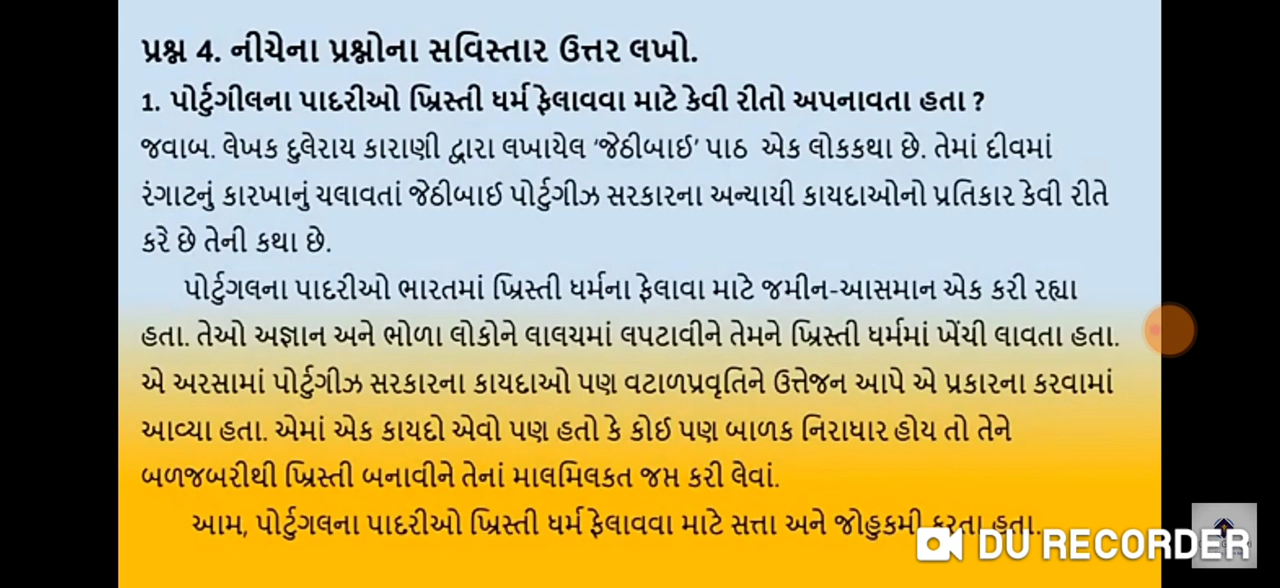 પ્રશ્ન 4. નીચેના પ્રશ્નોના સવિસ્તાર ઉત્તર લખો.
1. પોર્ટુગીલના પાદરીઓ ખ્રિસ્તી ધર્મ ફેલાવવા માટે કેવી રીતો અપનાવતા હતા ?
જવાબ. લેખક દુલેરાય કારાણી દ્વારા લખાયેલ ‘જેઠીબાઈ’ પાઠ એક લોકકથા છે. તેમાં દીવમાં
રંગાટનું કારખાનું ચલાવતાં જેઠીબાઈ પોર્ટુગીઝ સરકારના અન્યાયી કાયદાઓનો પ્રતિકાર કેવી રીતે
કરે છે તેની કથા છે.
પોર્ટુગલના પાદરીઓ ભારતમાં ખ્રિસ્તી ધર્મના ફેલાવા માટે જમીન-આસમાન એક કરી રહ્યા
હતા. તેઓ અજ્ઞાન અને ભોળા લોકોને લાલચમાં લપટાવીને તેમને ખ્રિસ્તી ધર્મમાં ખેંચી લાવતા હતા.
એ અરસામાં પોર્ટુગીઝ સરકારના કાયદાઓ પણ વટાળપ્રવૃતિને ઉત્તેજન આપે એ પ્રકારના કરવામાં
આવ્યા હતા. એમાં એક કાયદો એવો પણ હતો કે કોઈ પણ બાળક નિરાધાર હોય તો તેને
બળજબરીથી ખ્રિસ્તી બનાવીને તેનાં માલમિલકત જપ્ત કરી લેવાં.
આમ, પોર્ટુગલના પાદરીઓ ખ્રિસ્તી ધર્મ ફેલાવવા માટે સત્તા અને જોહુકમી કરતા હતા.
DU RECORDER